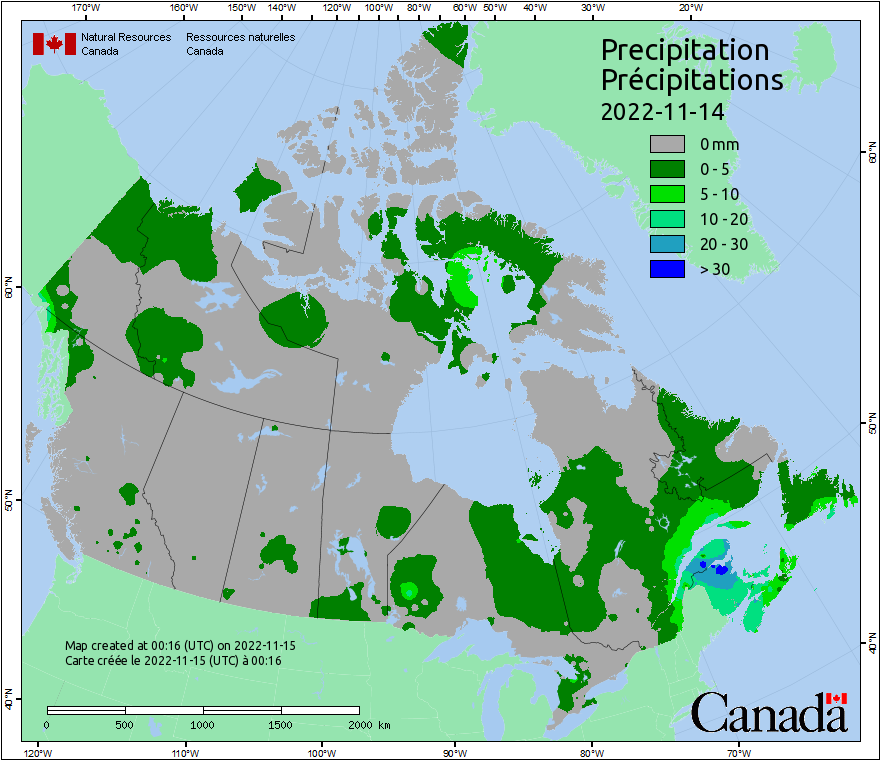 170°W 160°W 150°W 140°W 120°W 100°W 80°W 60°W 50°W 40°W 30°W 20°W
Natural Resources Ressources naturelles
Canada Canada
Precipitation
Précipitations
2022-11-14
0 mm
0 - 5
5 - 10
10 - 20
20 - 30
> 30
60°N
50°N
40°N
60°N
50°N
40°N
Map created at 00:16 (UTC) on 2022-11-15
Carte créée le 2022-11-15 (UTC) à 00:16
0 500 1000 1500 2000 km
Canada
120°W 110°W 100°W 90°W 80°W 70°W